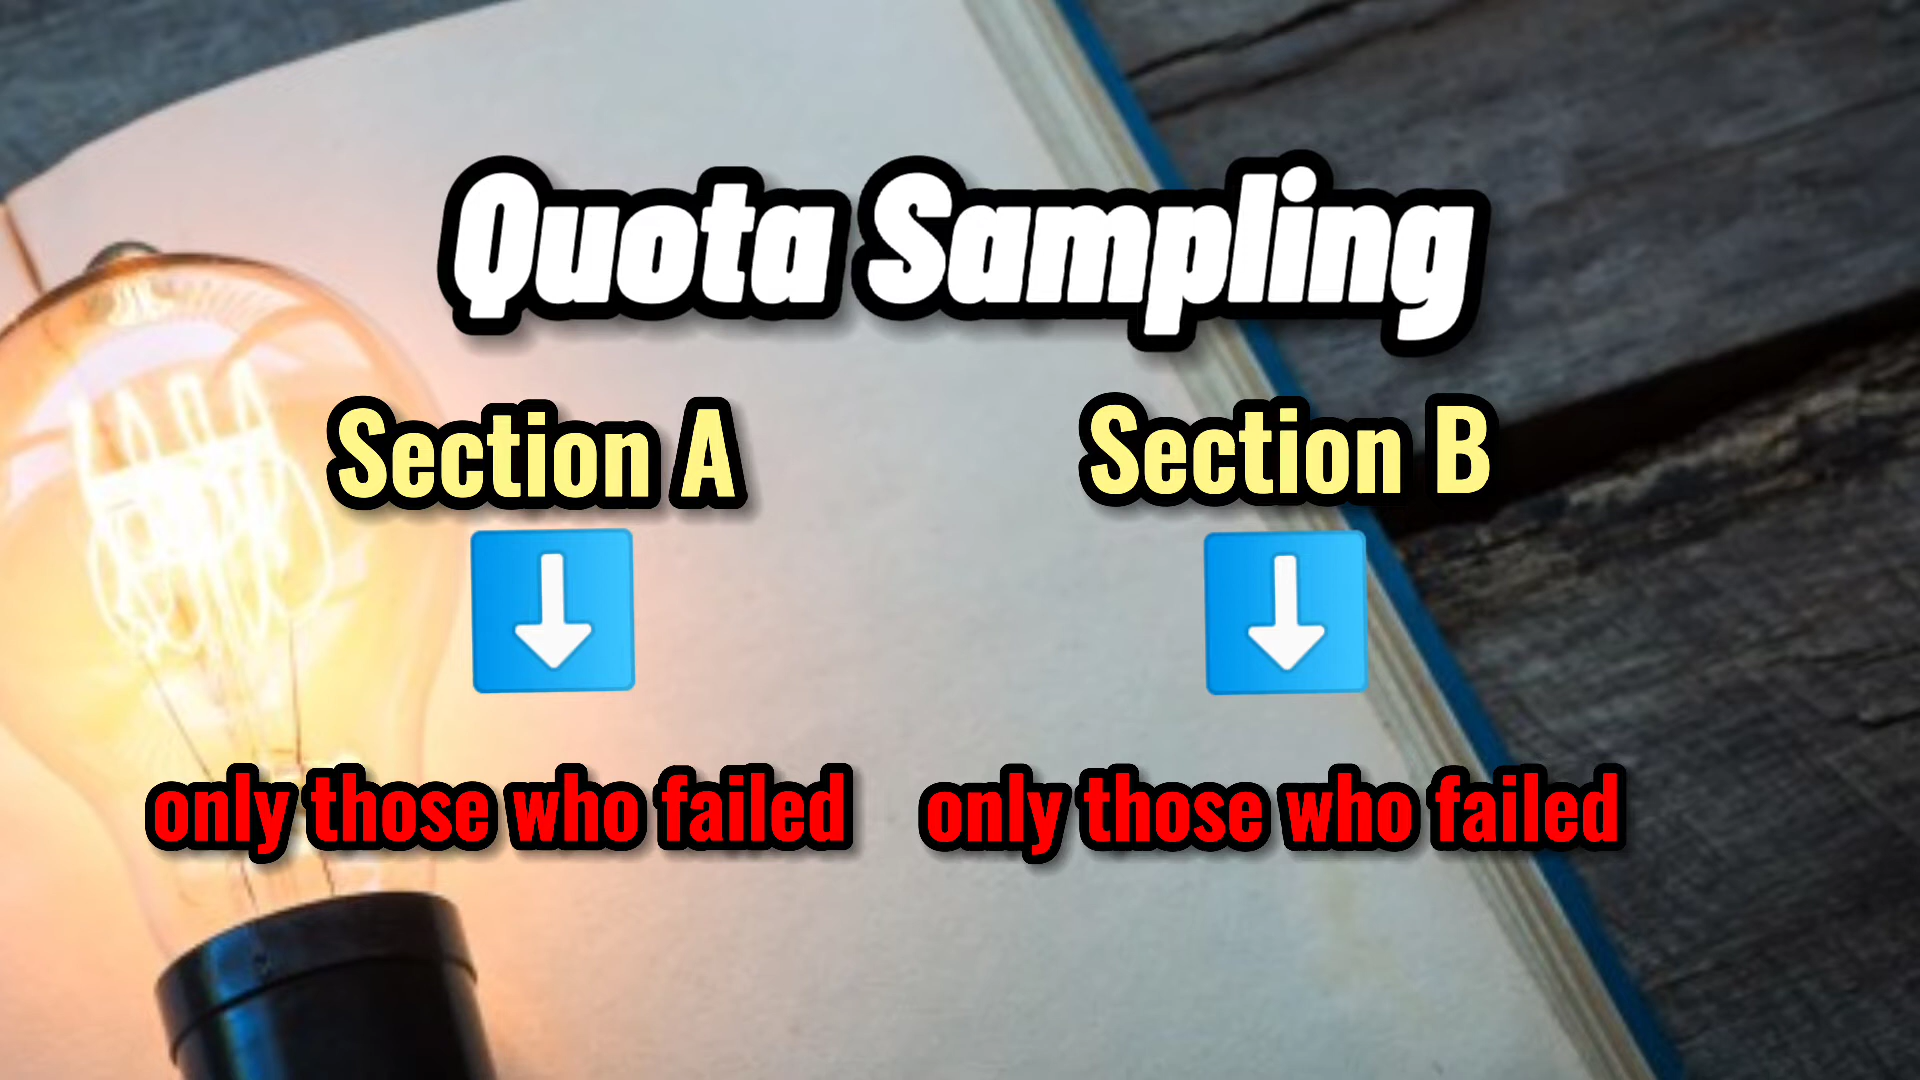 Quota Sampling
Section A
Section B
only those who failed
only those who failed